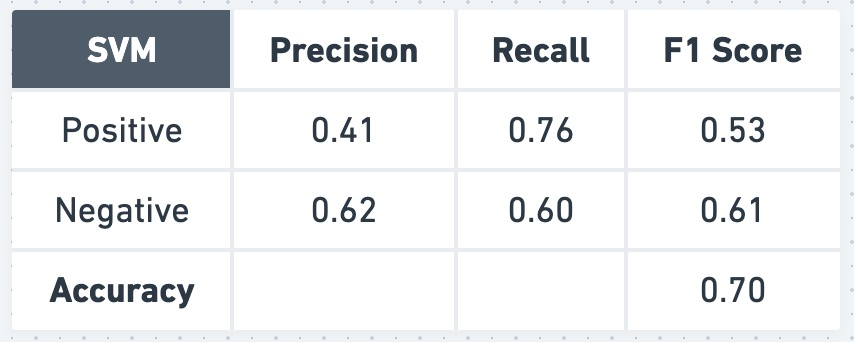 SVM Precision Recall F1 Score
Positive 0.41 0.76 0.53
Negative 0.62 0.60 0.61
Accuracy 0.70